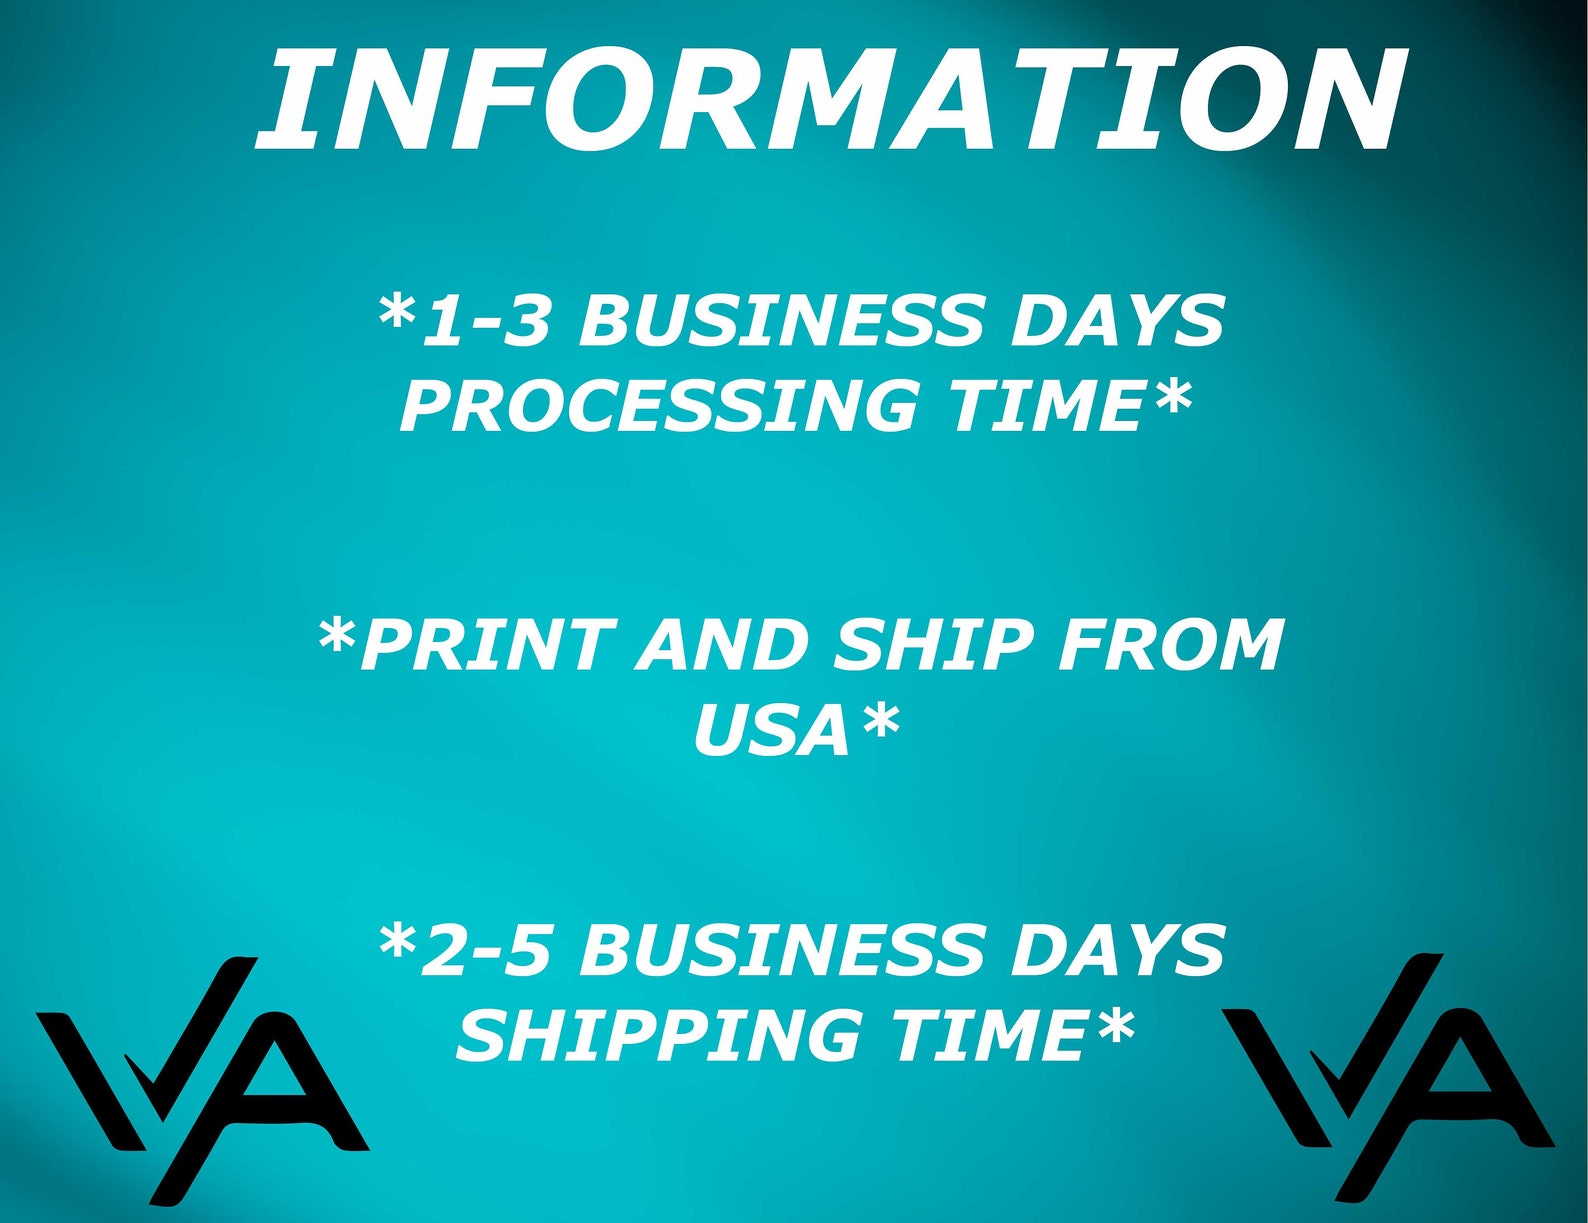 INFORMATION
*1-3 BUSINESS DAYS
PROCESSING TIME*
*PRINT AND SHIP FROM
USA*
*2-5 BUSINESS DAYS
SHIPPING TIME*
VA
VA